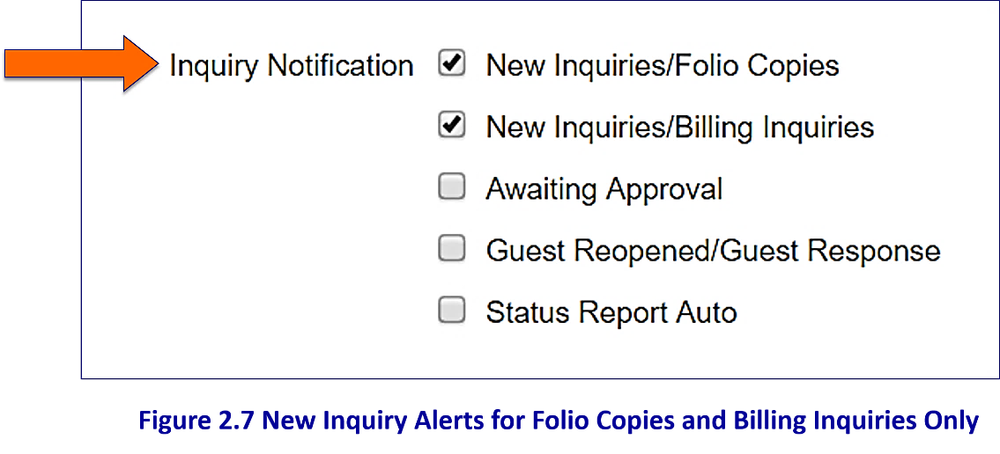 Inquiry Notification New Inquiries/Folio Copies
New Inquiries/Billing Inquiries
Awaiting Approval
Guest Reopened/Guest Response
Status Report Auto
Figure 2.7 New Inquiry Alerts for Folio Copies and Billing Inquiries Only